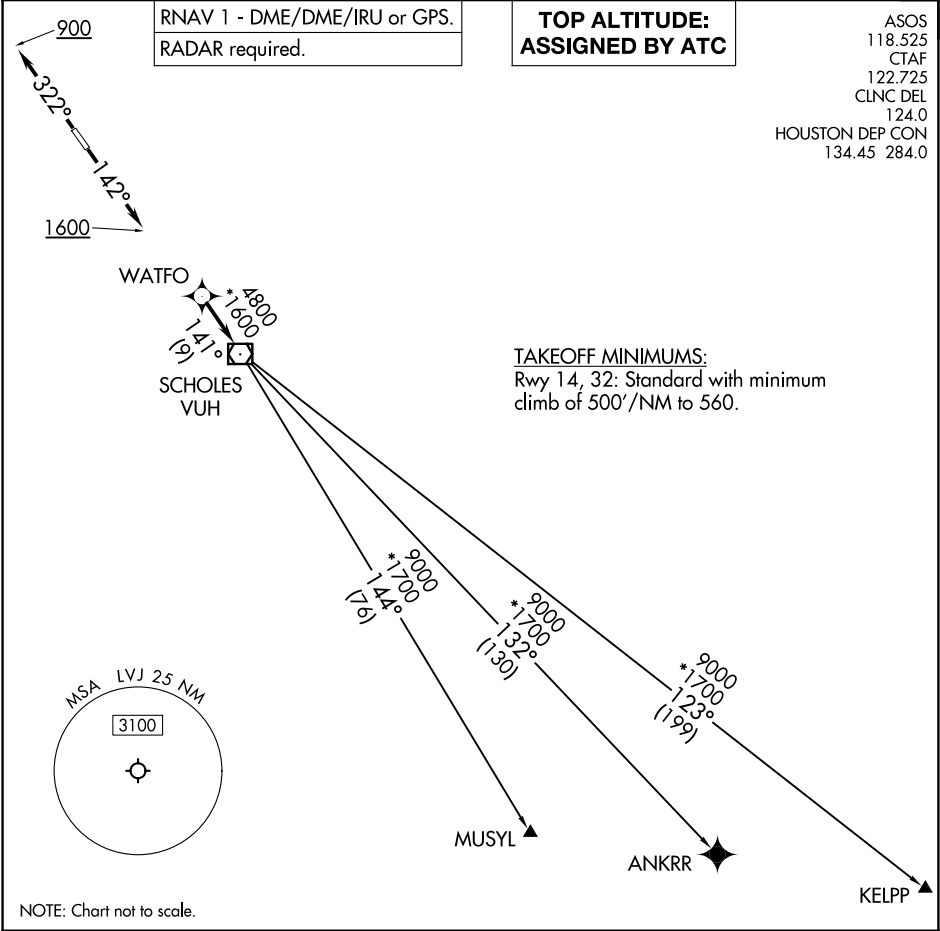 RNAV 1 - DME/DME/IRU or GPS.
RADAR required.
TOP ALTITUDE:
ASSIGNED BY ATC
ASOS
118.525
CTAF
122.725
CLNC DEL
124.0
HOUSTON DEP CON
134.45 284.0
900
322°
142°
1600
WATFO
4800
*1600
141°
(9)
SCHOLES
VUH
TAKEOFF MINIMUMS:
Rwy 14, 32: Standard with minimum
climb of 500'/NM to 560.
9000
*1700
144°
(76)
9000
*1700
132°
(130)
9000
*1700
123°
(199)
MSA LVJ 25 NM
3100
MUSYL
ANKRR
KELPP
NOTE: Chart not to scale.